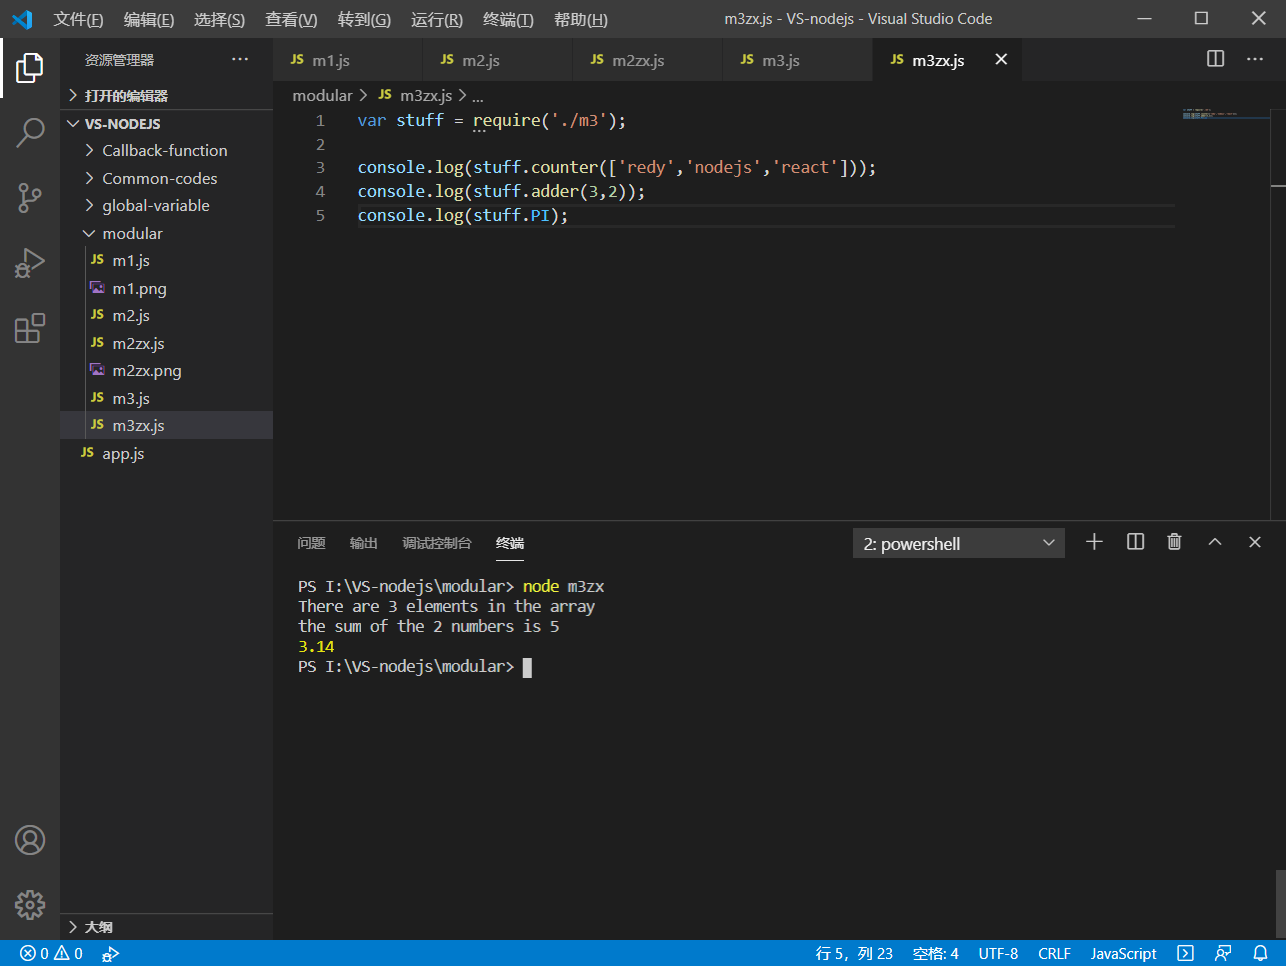 文件(F) 编辑(E) 选择(S) 查看(V) 转到(G) 运行(R) 终端(T) 帮助(H) m3zx.js - VS-nodejs - Visual Studio Code
资源管理器 ···
打开的编辑器
VS-NODEJS
Callback-function
Common-codes
global-variable
modular
JS m1.js
m1.png
JS m2.js
JS m2zx.js
m2zx.png
JS m3.js
JS m3zx.js
JS app.js
大纲
JS m1.js JS m2.js JS m2zx.js JS m3.js JS m3zx.js
modular > JS m3zx.js > ...
1 var stuff = require('./m3');
2
3 console.log(stuff.counter(['redy','nodejs','react']));
4 console.log(stuff.adder(3,2));
5 console.log(stuff.PI);
问题 输出 调试控制台 终端 2: powershell
PS I:\VS-nodejs\modular> node m3zx
There are 3 elements in the array
the sum of the 2 numbers is 5
3.14
PS I:\VS-nodejs\modular>
0 0 行 5，列 23 空格: 4 UTF-8 CRLF JavaScript